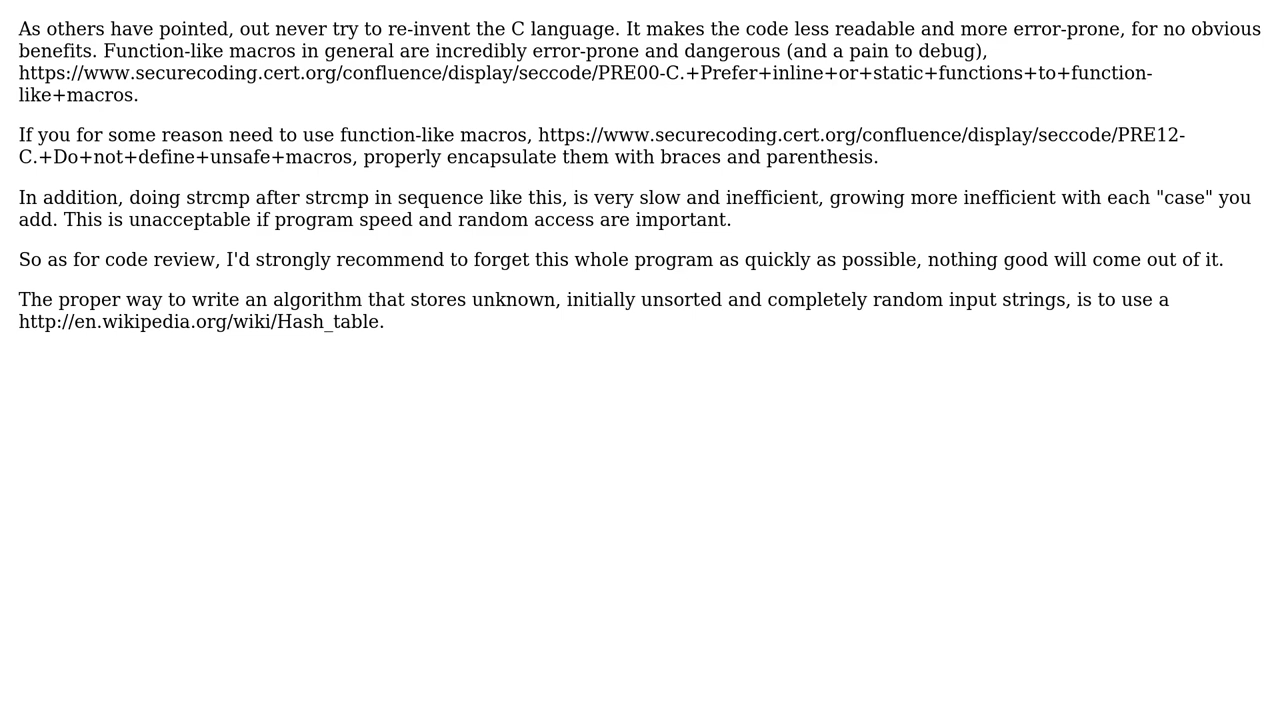 As others have pointed, out never try to re-invent the C language. It makes the code less readable and more error-prone, for no obvious
benefits. Function-like macros in general are incredibly error-prone and dangerous (and a pain to debug),
https://www.securecoding.cert.org/confluence/display/seccode/PRE00-C.+Prefer+inline+or+static+functions+to+function-
like+macros.
If you for some reason need to use function-like macros, https://www.securecoding.cert.org/confluence/display/seccode/PRE12-
C.+Do+not+define+unsafe+macros, properly encapsulate them with braces and parenthesis.
In addition, doing strcmp after strcmp in sequence like this, is very slow and inefficient, growing more inefficient with each "case" you
add. This is unacceptable if program speed and random access are important.
So as for code review, I'd strongly recommend to forget this whole program as quickly as possible, nothing good will come out of it.
The proper way to write an algorithm that stores unknown, initially unsorted and completely random input strings, is to use a
http://en.wikipedia.org/wiki/Hash_table.